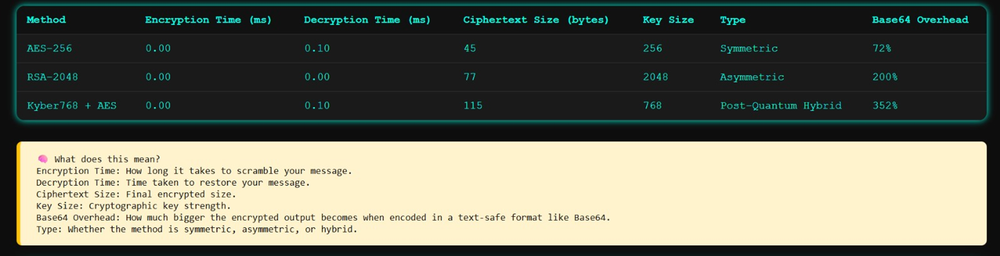 Method Encryption Time (ms) Decryption Time (ms) Ciphertext Size (bytes) Key Size Type Base64 Overhead
AES-256 0.00 0.10 45 256 Symmetric 72%
RSA-2048 0.00 0.00 77 2048 Asymmetric 200%
Kyber768 + AES 0.00 0.10 115 768 Post-Quantum Hybrid 352%
🧠 What does this mean?
Encryption Time: How long it takes to scramble your message.
Decryption Time: Time taken to restore your message.
Ciphertext Size: Final encrypted size.
Key Size: Cryptographic key strength.
Base64 Overhead: How much bigger the encrypted output becomes when encoded in a text-safe format like Base64.
Type: Whether the method is symmetric, asymmetric, or hybrid.